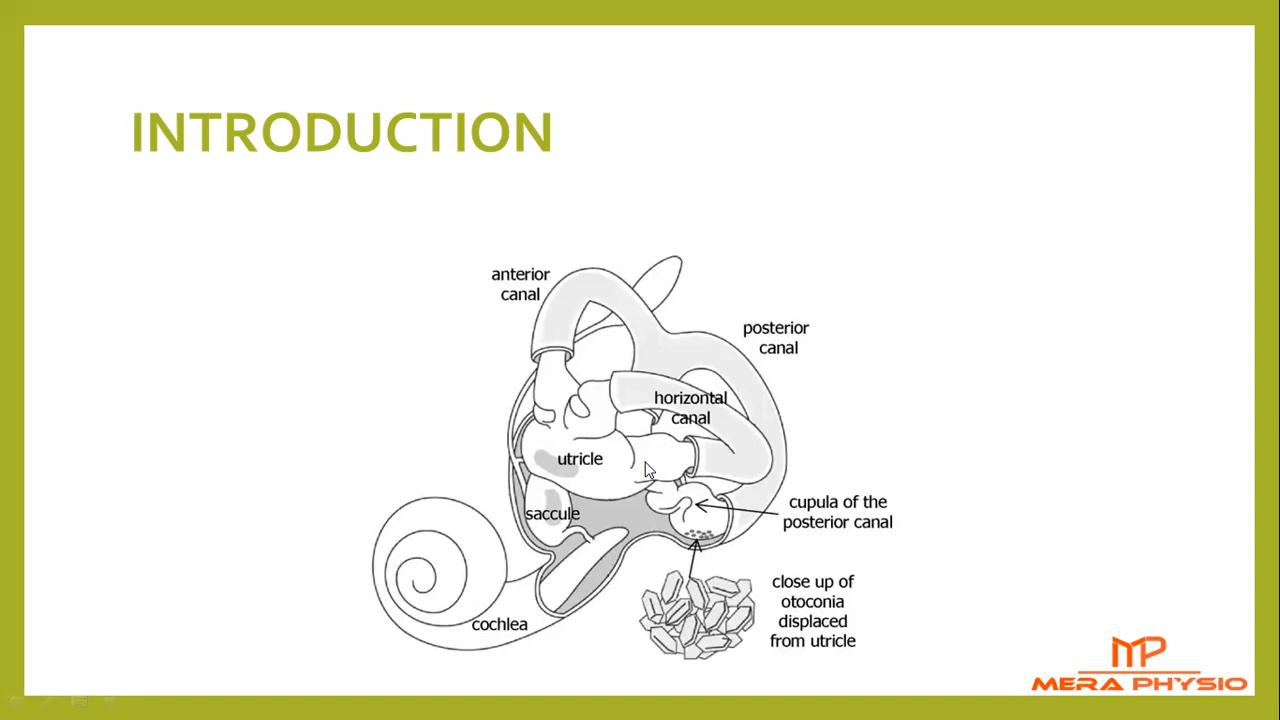 INTRODUCTION
anterior
canal
posterior
canal
horizontal
canal
utricle
saccule
cupula of the
posterior canal
close up of
otoconia
displaced
from utricle
cochlea
MP
MERA PHYSIO